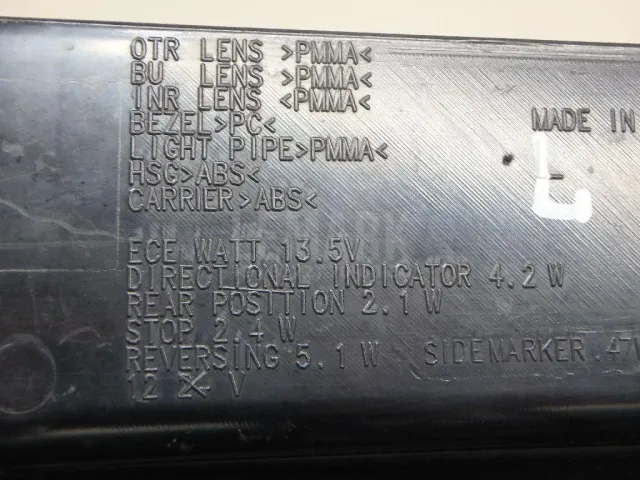 OTR LENS >PMMA<
BU LENS >PMMA<
INR LENS <PMMA<
BEZEL>PC<
LIGHT PIPE>PMMA<
HSG>ABS<
CARRIER>ABS<
MADE IN
L
ECE WATT 13.5V
DIRECTIONAL INDICATOR 4.2 W
REAR POSITION 2.1 W
STOP 2.4 W
REVERSING 5.1 W SIDEMARKER .47W
12 24 V